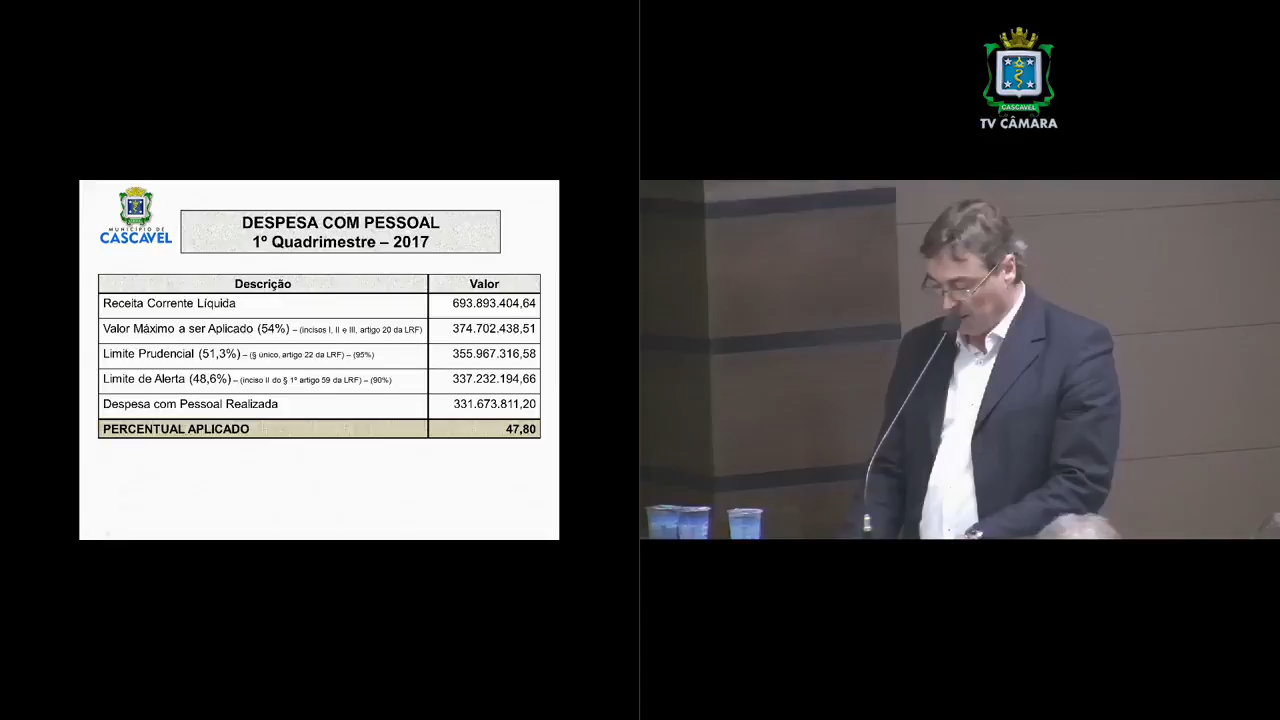 MUNICÍPIO DE
CASCAVEL
DESPESA COM PESSOAL
1º Quadrimestre – 2017
Descrição Valor
Receita Corrente Líquida 693.893.404,64
Valor Máximo a ser Aplicado (54%) – (incisos I, II e III, artigo 20 da LRF) 374.702.438,51
Limite Prudencial (51,3%) – (§ único, artigo 22 da LRF) – (95%) 355.967.316,58
Limite de Alerta (48,6%) – (inciso II do § 1º artigo 59 da LRF) – (90%) 337.232.194,66
Despesa com Pessoal Realizada 331.673.811,20
PERCENTUAL APLICADO 47,80
CASCAVEL
TV CÂMARA